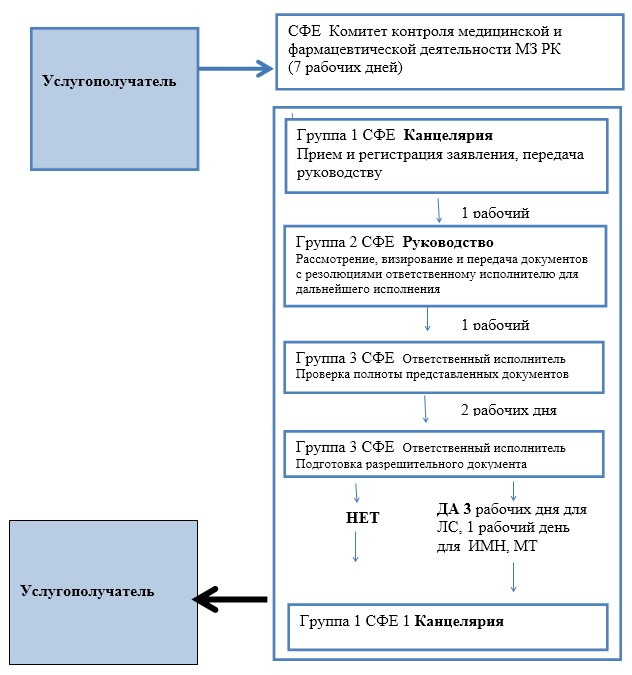 Услугополучатель
СФЕ Комитет контроля медицинской и
фармацевтической деятельности МЗ РК
(7 рабочих дней)
Группа 1 СФЕ Канцелярия
Прием и регистрация заявления, передача
руководству
1 рабочий
Группа 2 СФЕ Руководство
Рассмотрение, визирование и передача документов
с резолюциями ответственному исполнителю для
дальнейшего исполнения
1 рабочий
Группа 3 СФЕ Ответственный исполнитель
Проверка полноты представленных документов
2 рабочих дня
Группа 3 СФЕ Ответственный исполнитель
Подготовка разрешительного документа
НЕТ
ДА 3 рабочих дня для
ЛС, 1 рабочий день
для ИМН, МТ
Услугополучатель
Группа 1 СФЕ 1 Канцелярия